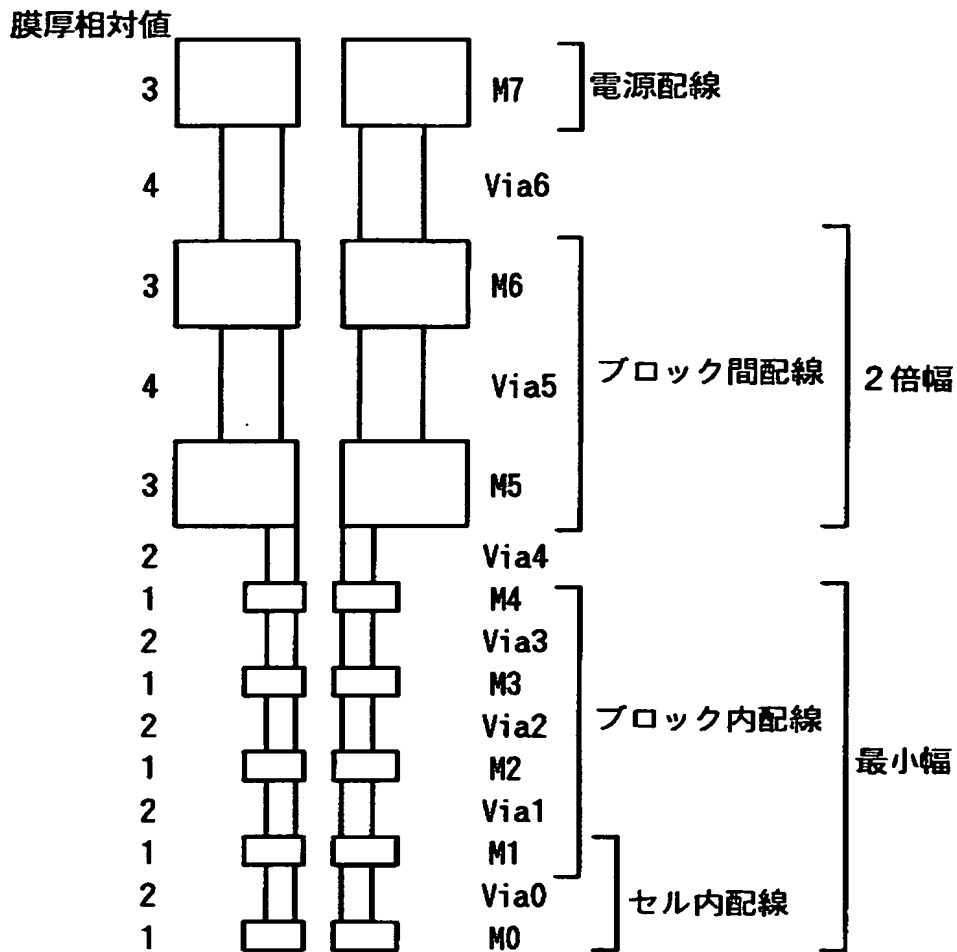 膜厚相対値
3 M7 電源配線
4 Via6
3 M6
4 Via5 ブロック間配線 2倍幅
3 M5
2 Via4
1 M4
2 Via3
1 M3
2 Via2 ブロック内配線
1 M2 最小幅
2 Via1
1 M1
2 Via0 セル内配線
1 M0